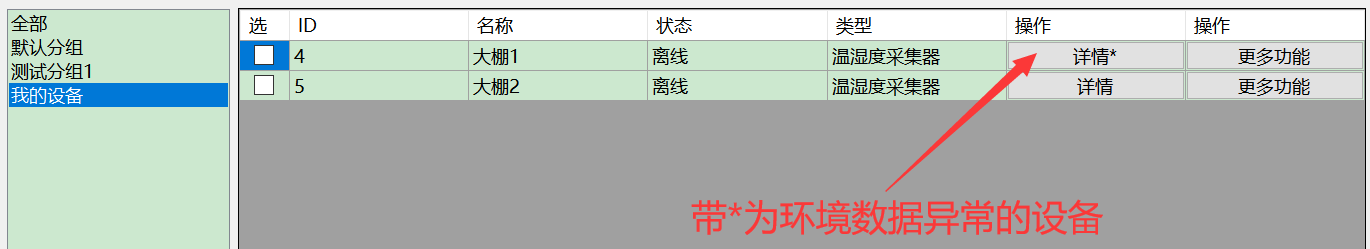 全部
默认分组
测试分组1
我的设备
选 ID 名称 状态 类型 操作 操作
4 大棚1 离线 温湿度采集器 详情* 更多功能
5 大棚2 离线 温湿度采集器 详情 更多功能
带*为环境数据异常的设备